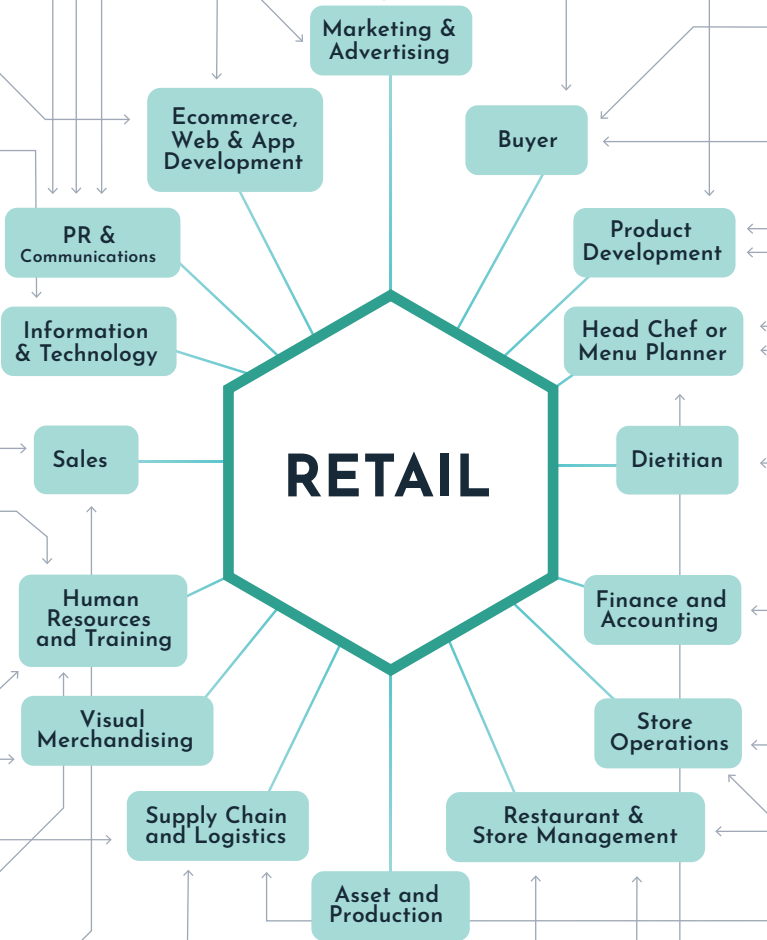 Marketing &
Advertising
Ecommerce,
Web & App
Development
Buyer
PR &
Communications
Product
Development
Information
& Technology
Head Chef or
Menu Planner
Sales
RETAIL
Dietitian
Human
Resources
and Training
Finance and
Accounting
Visual
Merchandising
Store
Operations
Supply Chain
and Logistics
Restaurant &
Store Management
Asset and
Production